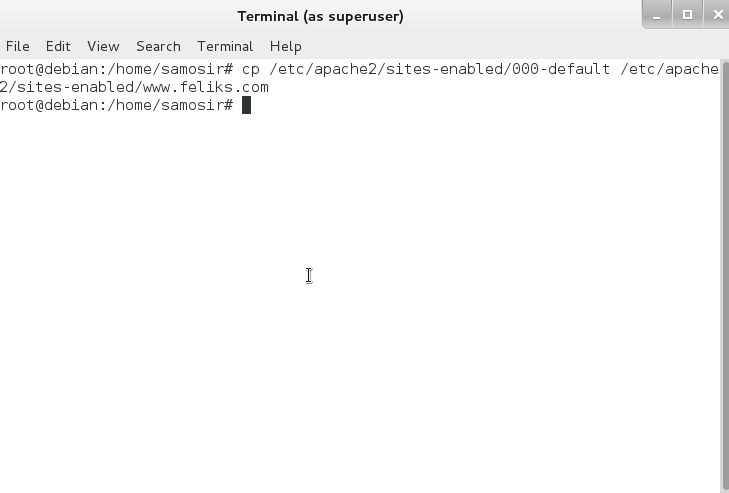 Terminal (as superuser)
File Edit View Search Terminal Help
root@debian:/home/samosir# cp /etc/apache2/sites-enabled/000-default /etc/apache
2/sites-enabled/www.feliks.com
root@debian:/home/samosir#